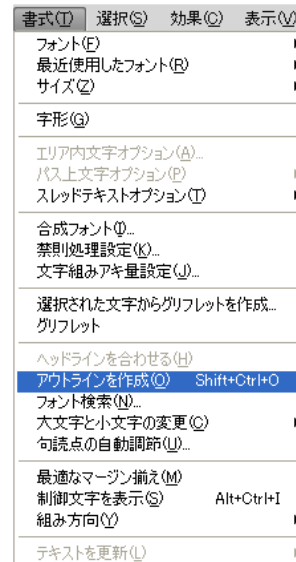 書式(T) 選択(S) 効果(C) 表示(V)
フォント(F)
最近使用したフォント(R)
サイズ(Z)
字形(G)
エリア内文字オプション(A)...
パス上文字オプション(P)
スレッドテキストオプション(T)
合成フォント(I)...
禁則処理設定(K)...
文字組みアキ量設定(J)...
選択された文字からグリフレットを作成...
グリフレット
ヘッドラインを合わせる(H)
アウトラインを作成(O) Shift+Ctrl+O
フォント検索(N)...
大文字と小文字の変更(C)
句読点の自動調節(U)...
最適なマージン揃え(M)
制御文字を表示(S) Alt+Ctrl+I
組み方向(Y)
テキストを更新(L)